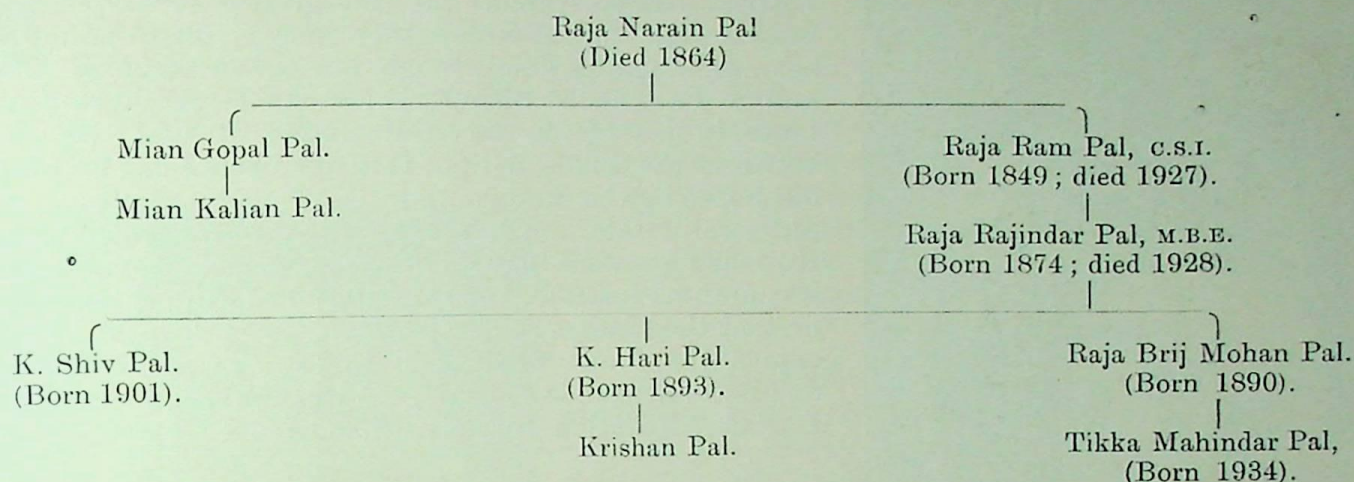 Raja Narain Pal
(Died 1864)
Mian Gopal Pal.
Raja Ram Pal, C.S.I.
(Born 1849 ; died 1927).
Mian Kalian Pal.
Raja Rajindar Pal, M.B.E.
(Born 1874 ; died 1928).
K. Shiv Pal.
(Born 1901).
K. Hari Pal.
(Born 1893).
Raja Brij Mohan Pal.
(Born 1890).
Krishan Pal.
Tikka Mahindar Pal,
(Born 1934).